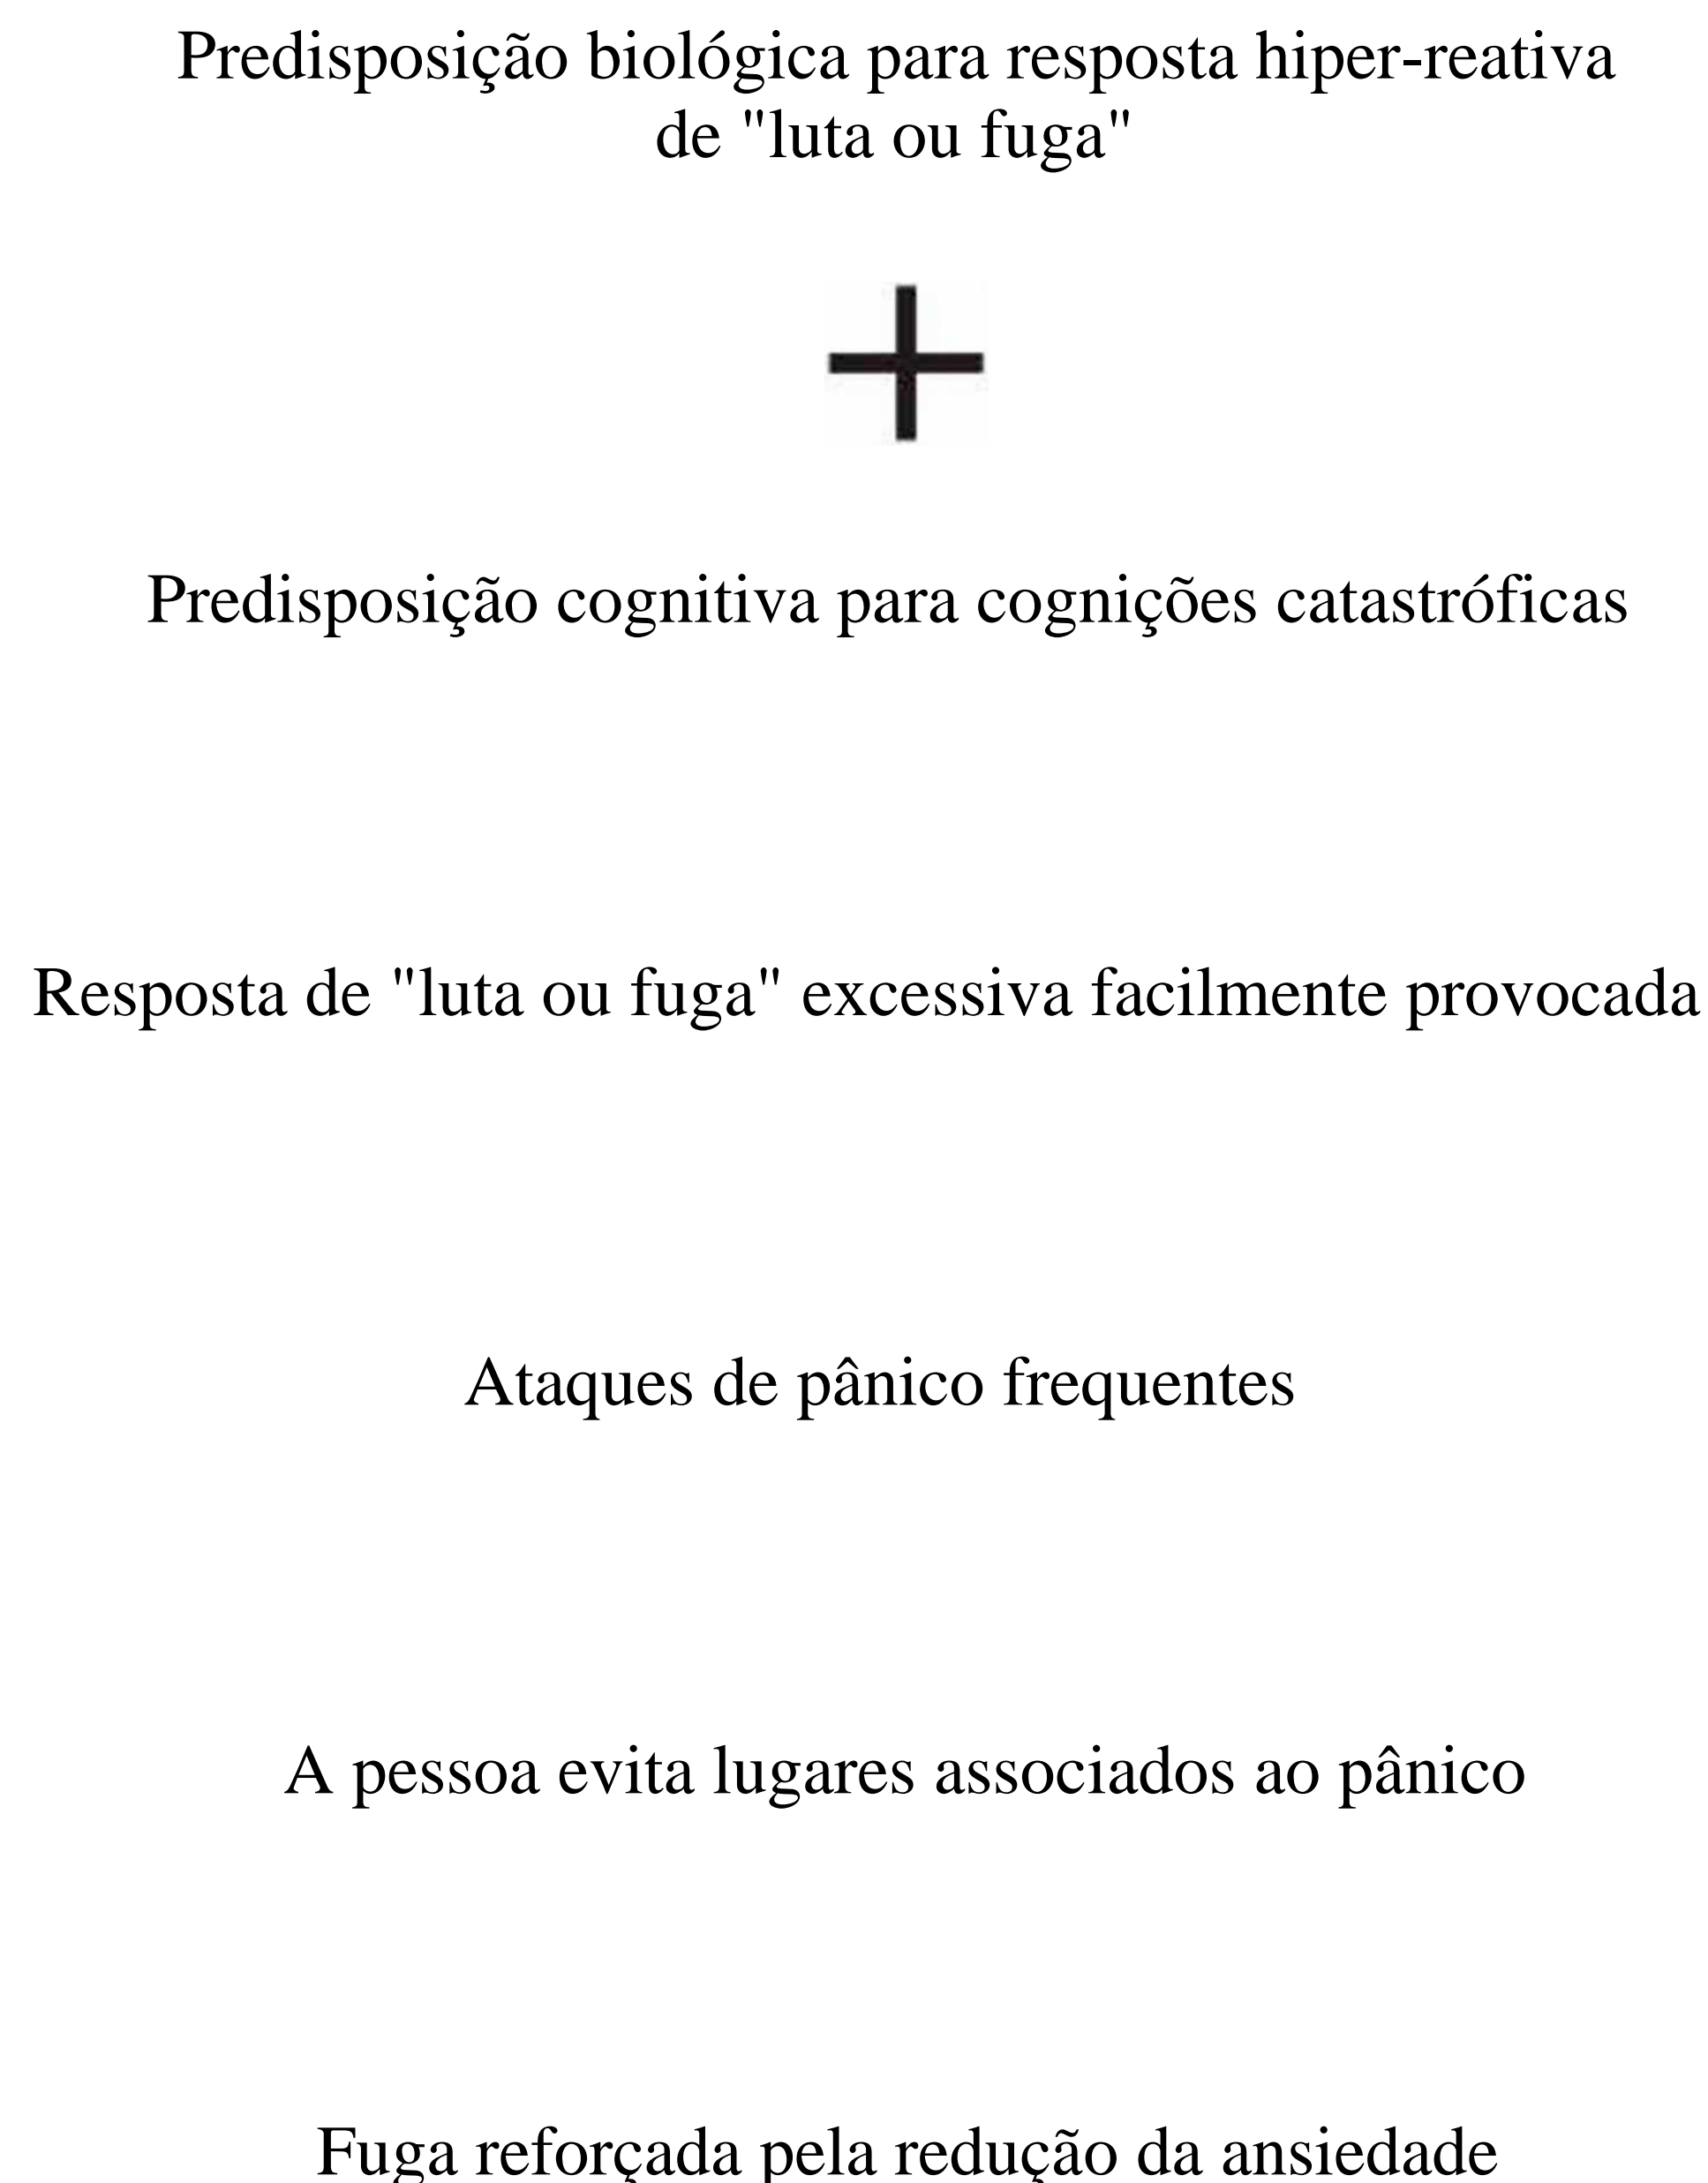 Predisposição biológica para resposta hiper-reativa
de "luta ou fuga"
+
Predisposição cognitiva para cognições catastróficas
Resposta de "luta ou fuga" excessiva facilmente provocada
Ataques de pânico frequentes
A pessoa evita lugares associados ao pânico
Fuga reforçada pela redução da ansiedade